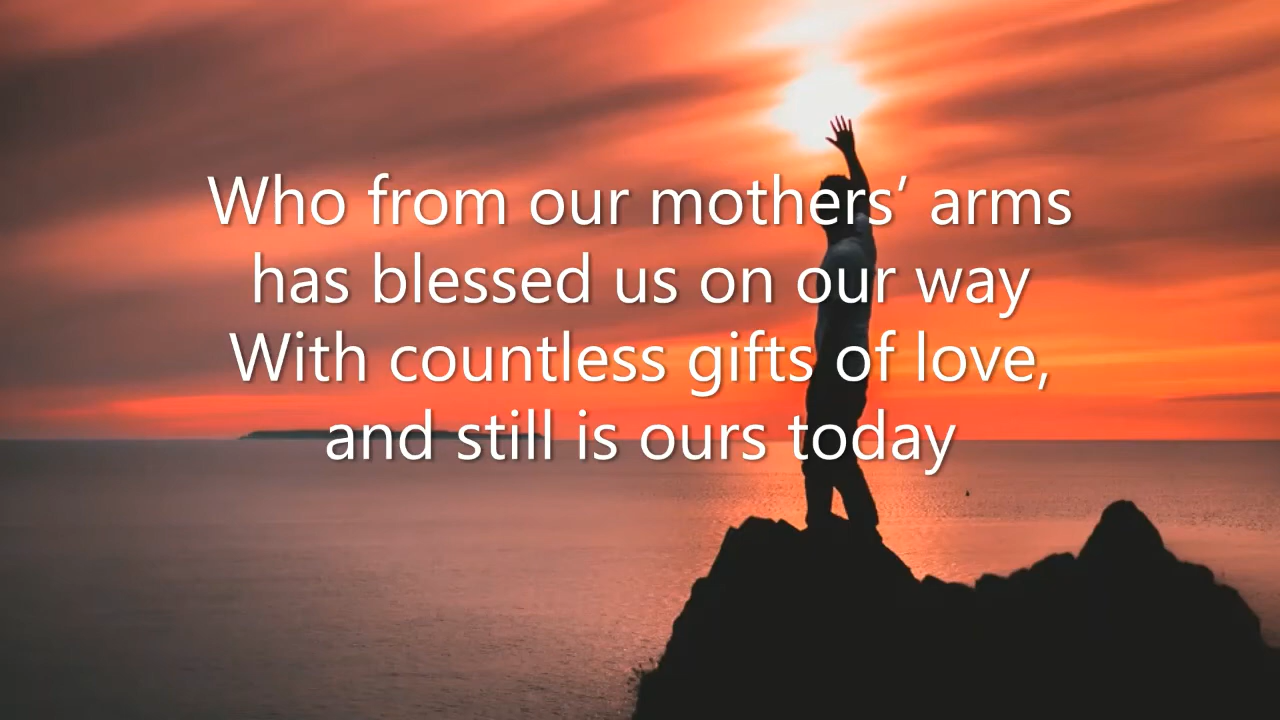 Who from our mothers’ arms
has blessed us on our way
With countless gifts of love,
and still is ours today